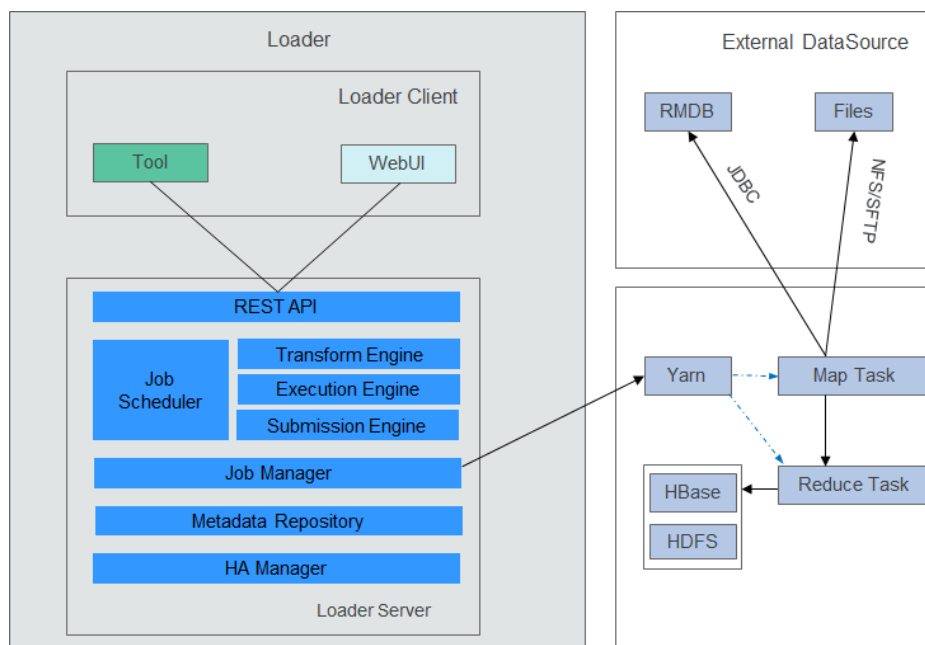 Loader
Loader Client
Tool
WebUI
REST API
Job
Scheduler
Transform Engine
Execution Engine
Submission Engine
Job Manager
Metadata Repository
HA Manager
Loader Server
External DataSource
RMDB
Files
JDBC
NFS/SFTP
Yarn
Map Task
Reduce Task
HBase
HDFS